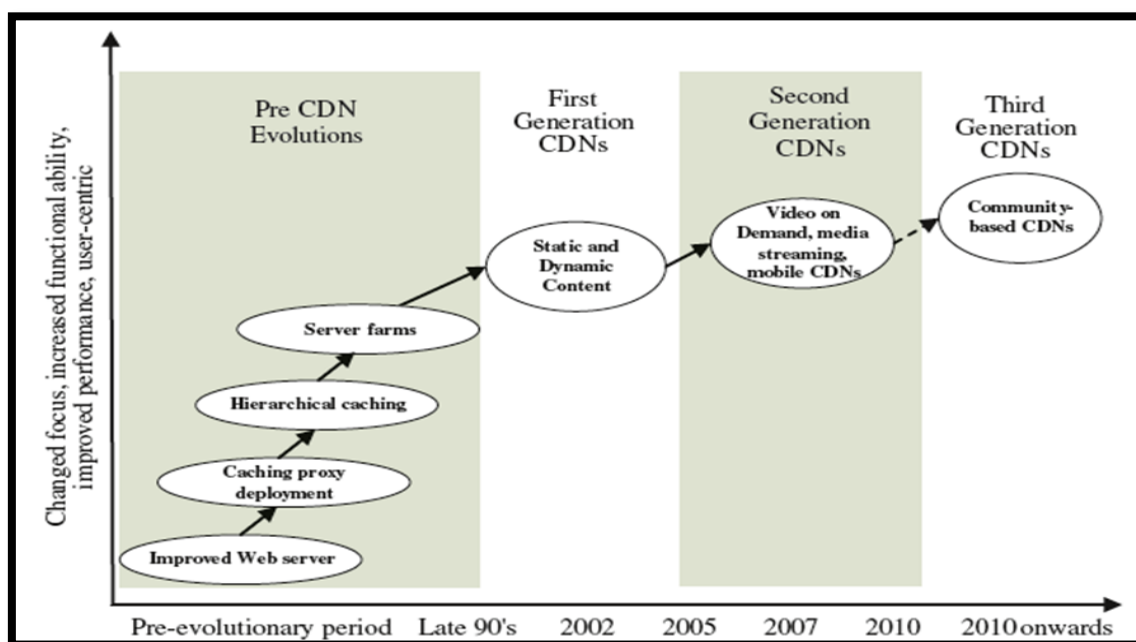 Changed focus, increased functional ability,
improved performance, user-centric
Pre CDN
Evolutions
First
Generation
CDNs
Second
Generation
CDNs
Third
Generation
CDNs
Community-
based CDNs
Video on
Demand, media
streaming,
mobile CDNs
Static and
Dynamic
Content
Server farms
Hierarchical caching
Caching proxy
deployment
Improved Web server
Pre-evolutionary period Late 90's 2002 2005 2007 2010 2010 onwards